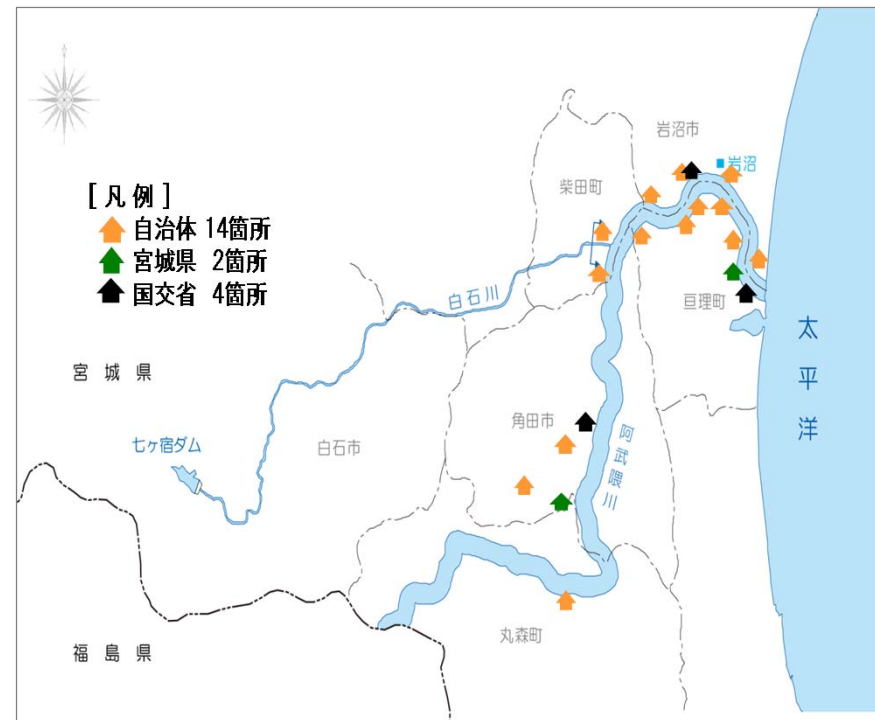 岩沼市
岩沼
柴田町
[凡例]
自治体 14箇所
宮城県 2箇所
国交省 4箇所
白石川
亘理町
太平洋
宮城県
角田市
阿武隈川
七ヶ宿ダム
白石市
丸森町
福島県